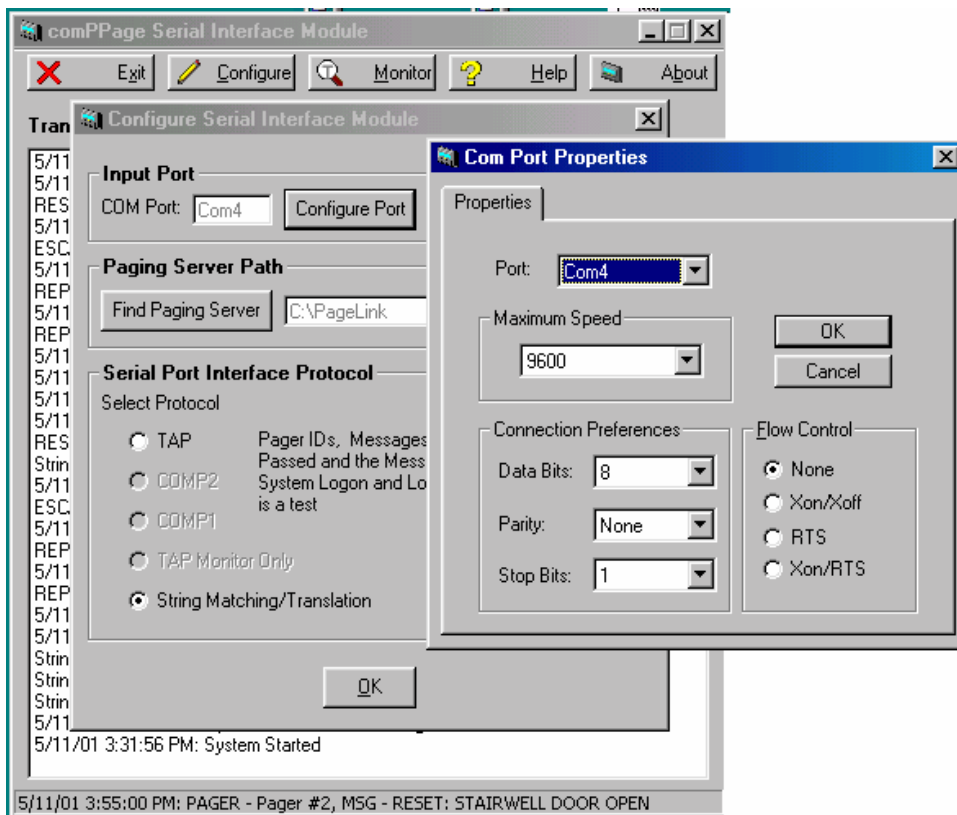 comPPage Serial Interface Module
Exit Configure Monitor Help About
Tran
Configure Serial Interface Module
5/11
5/11
RES
5/11
ESC
5/11
REP
5/11
REP
5/11
5/11
5/11
5/11
RES
Strin
5/11
ESC
5/11
REP
5/11
REP
5/11
5/11
Strin
Strin
Strin
5/11
5/11/01 3:31:56 PM: System Started
Input Port
COM Port: Com4 Configure Port
Paging Server Path
Find Paging Server C:\PageLink
Serial Port Interface Protocol
Select Protocol
TAP
COMP2
COMP1
TAP Monitor Only
String Matching/Translation
Pager IDs, Messages
Passed and the Mess
System Logon and Lo
is a test
OK
Com Port Properties
Properties
Port: Com4
Maximum Speed
9600
OK
Cancel
Connection Preferences
Data Bits: 8
Parity: None
Stop Bits: 1
Flow Control
None
Xon/Xoff
RTS
Xon/RTS
5/11/01 3:55:00 PM: PAGER - Pager #2, MSG - RESET: STAIRWELL DOOR OPEN